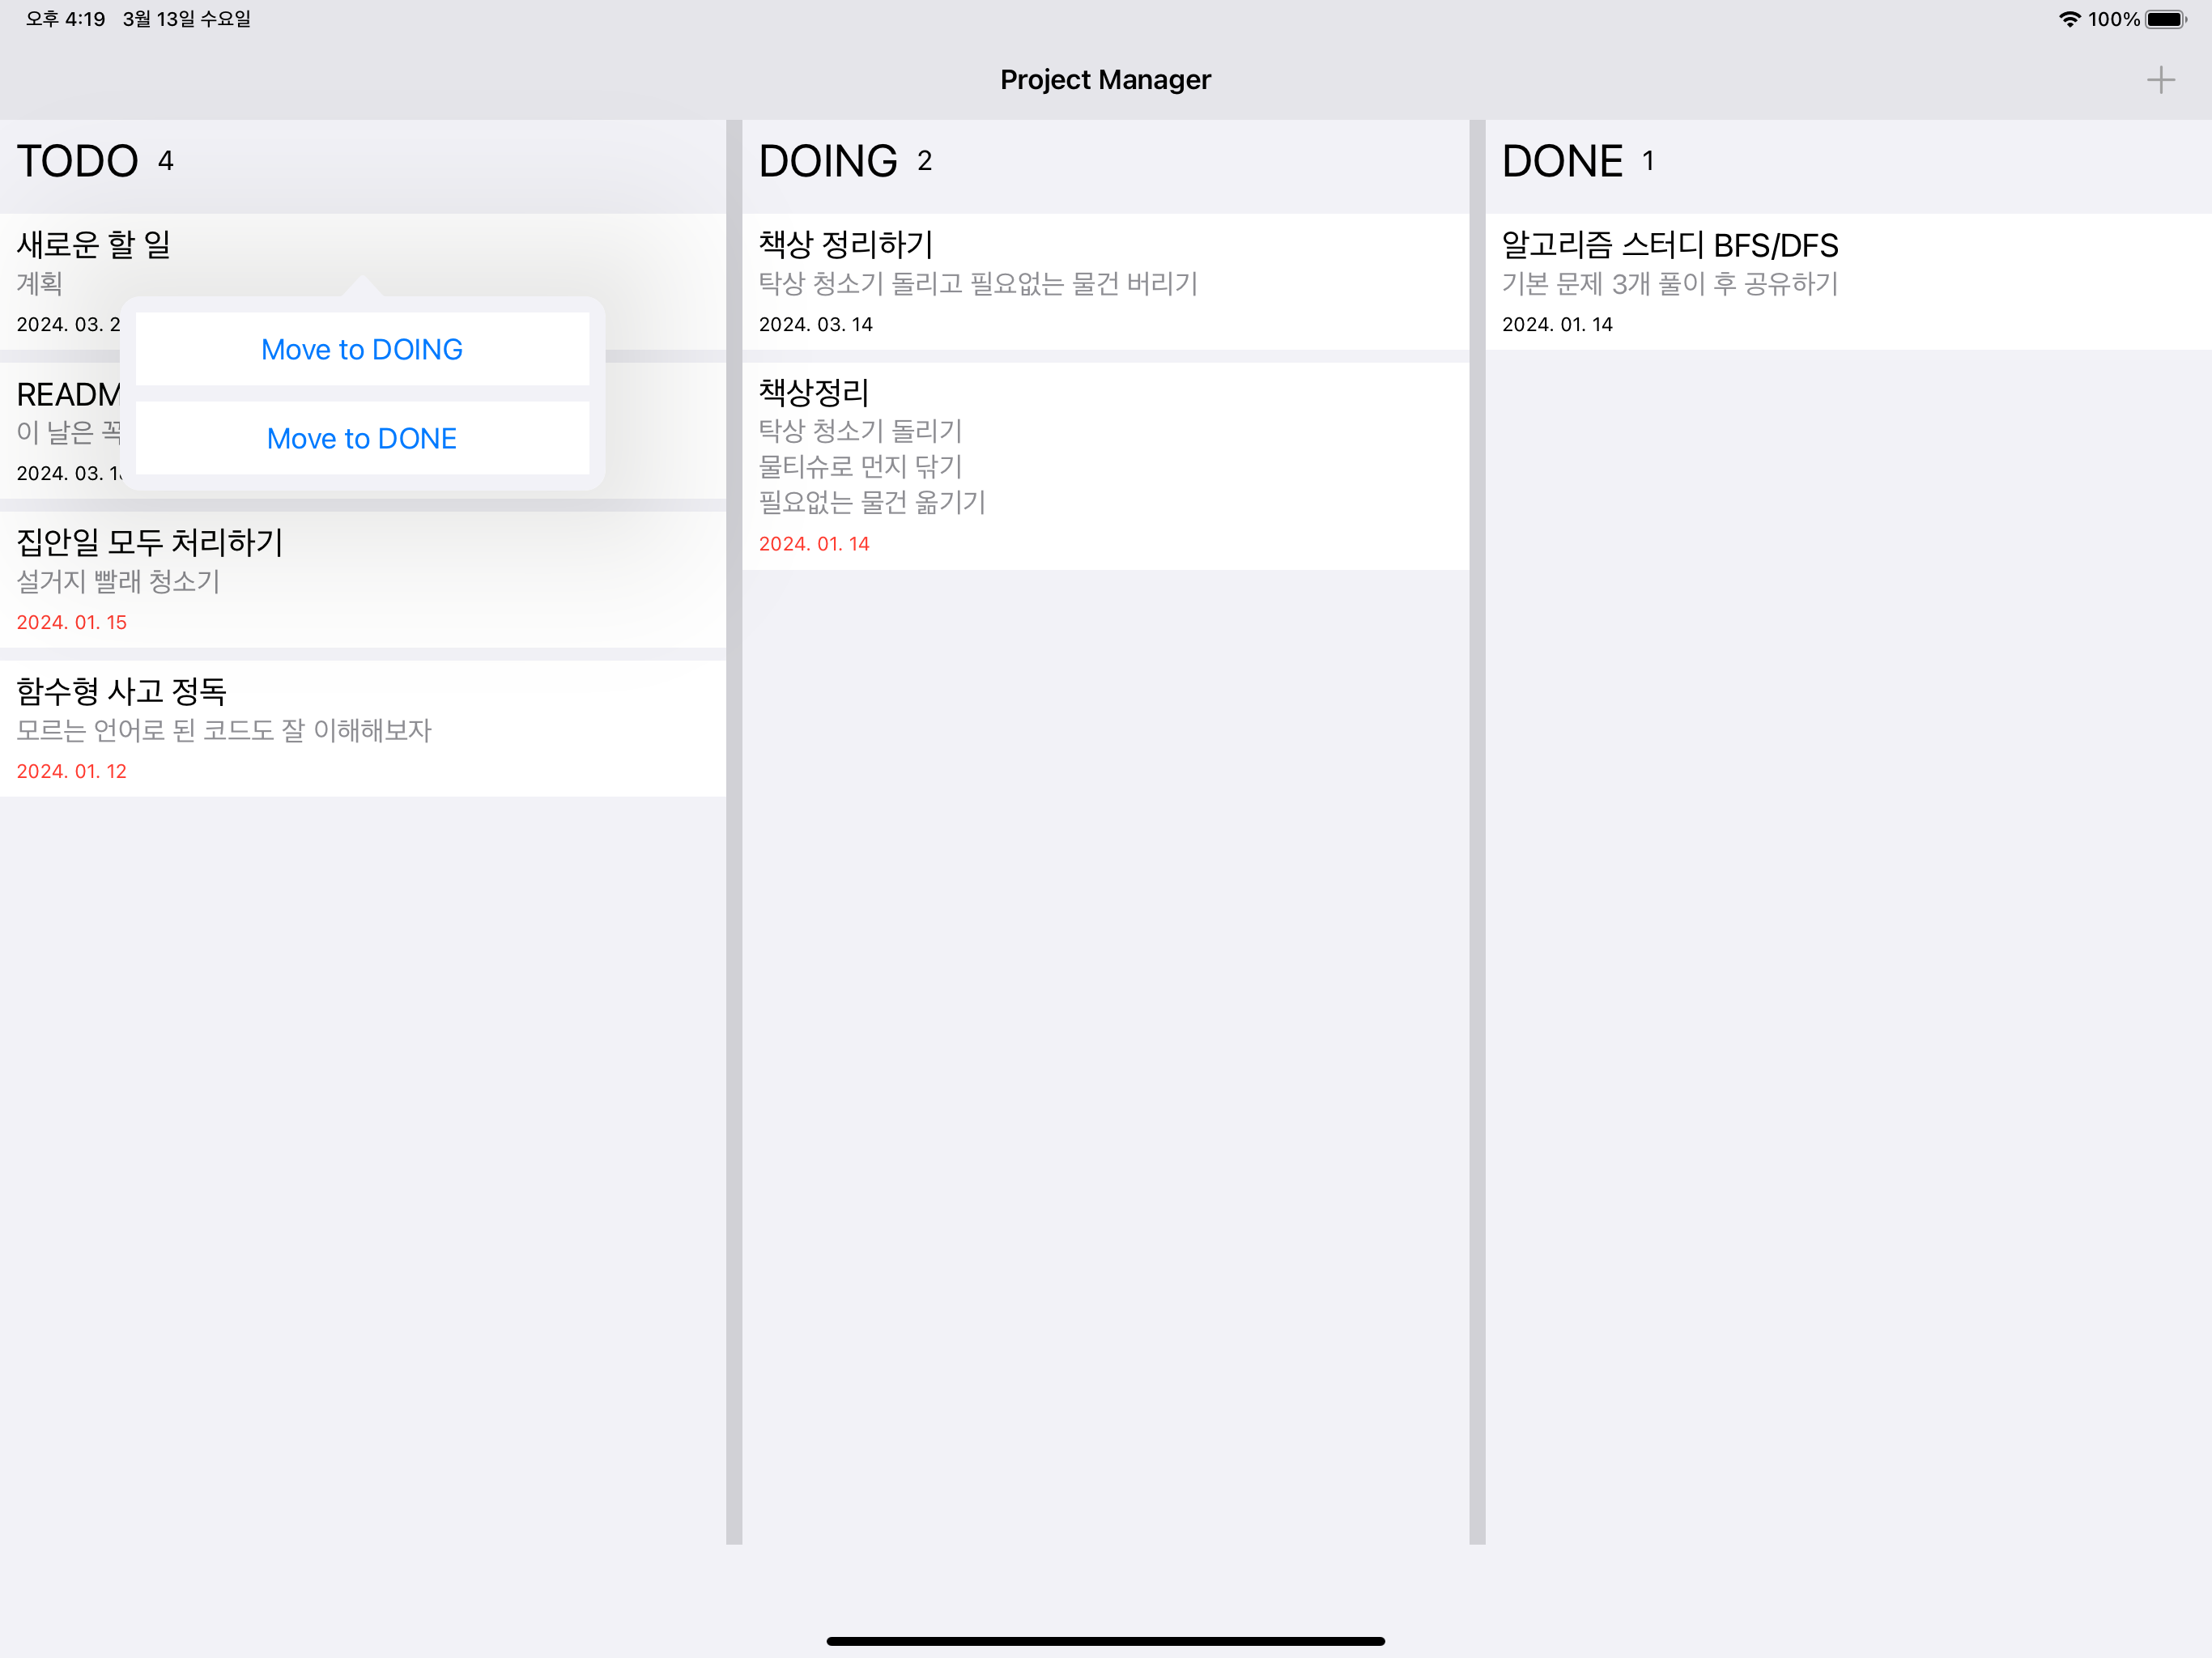 오후 4:19 3월 13일 수요일
100%
Project Manager
TODO 4
새로운 할 일
계획
2024. 03.
Move to DOING
이 날은
2024. 03.
Move to DONE
집안일 모두 처리하기
설거지 빨래 청소기
2024. 01. 15
함수형 사고 정독
모르는 언어로 된 코드도 잘 이해해보자
2024. 01. 12
DOING 2
책상 정리하기
탁상 청소기 돌리고 필요없는 물건 버리기
2024. 03. 14
책상정리
탁상 청소기 돌리기
물티슈로 먼지 닦기
필요없는 물건 옮기기
2024. 01. 14
DONE 1
알고리즘 스터디 BFS/DFS
기본 문제 3개 풀이 후 공유하기
2024. 01. 14